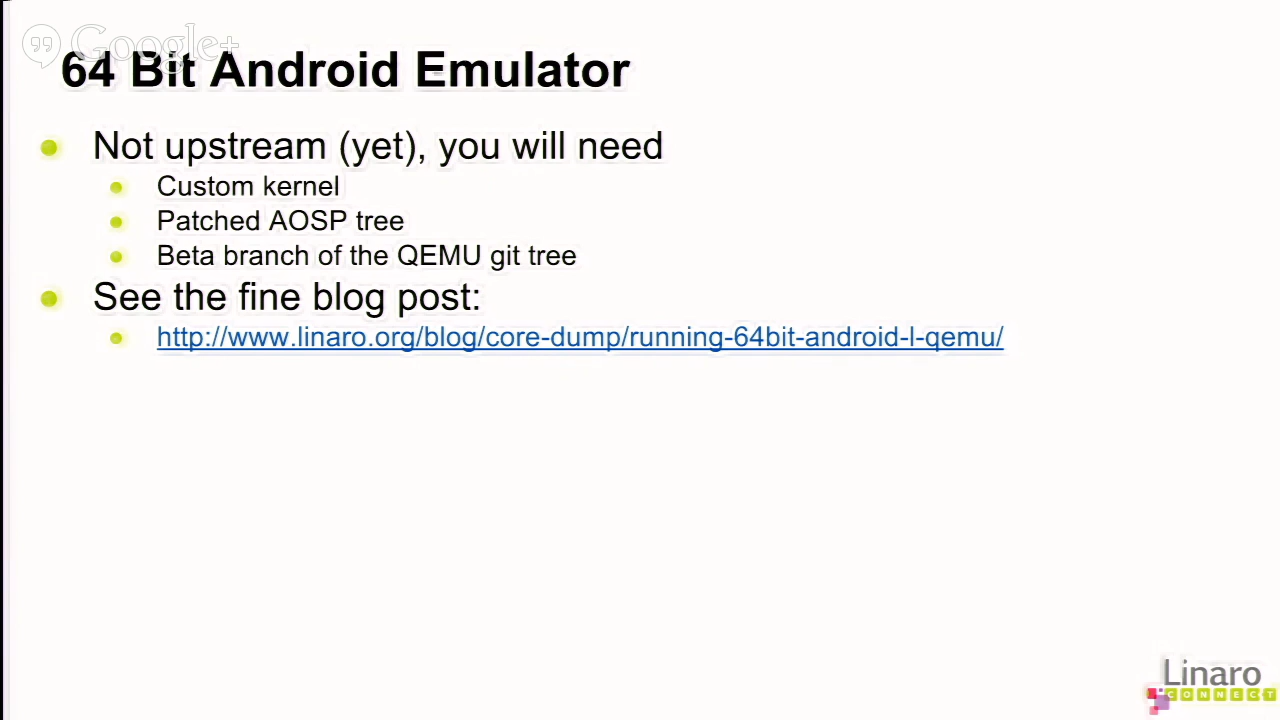 Google+
64 Bit Android Emulator
Not upstream (yet), you will need
Custom kernel
Patched AOSP tree
Beta branch of the QEMU git tree
See the fine blog post:
http://www.linaro.org/blog/core-dump/running-64bit-android-l-qemu/
Linaro
CONNECT